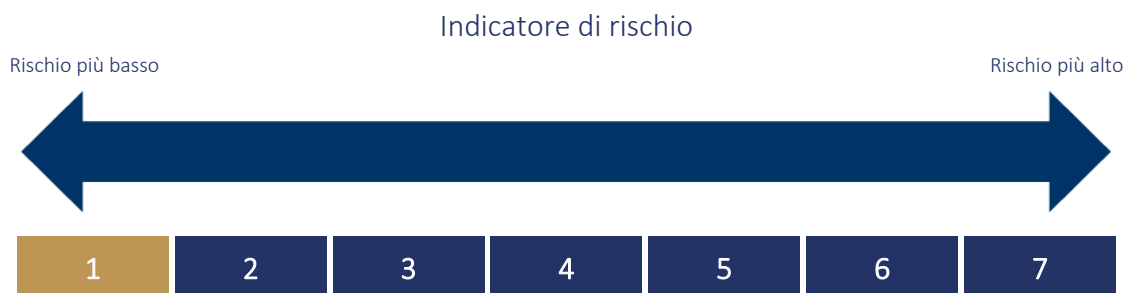 Indicatore di rischio
Rischio più basso Rischio più alto
1 2 3 4 5 6 7